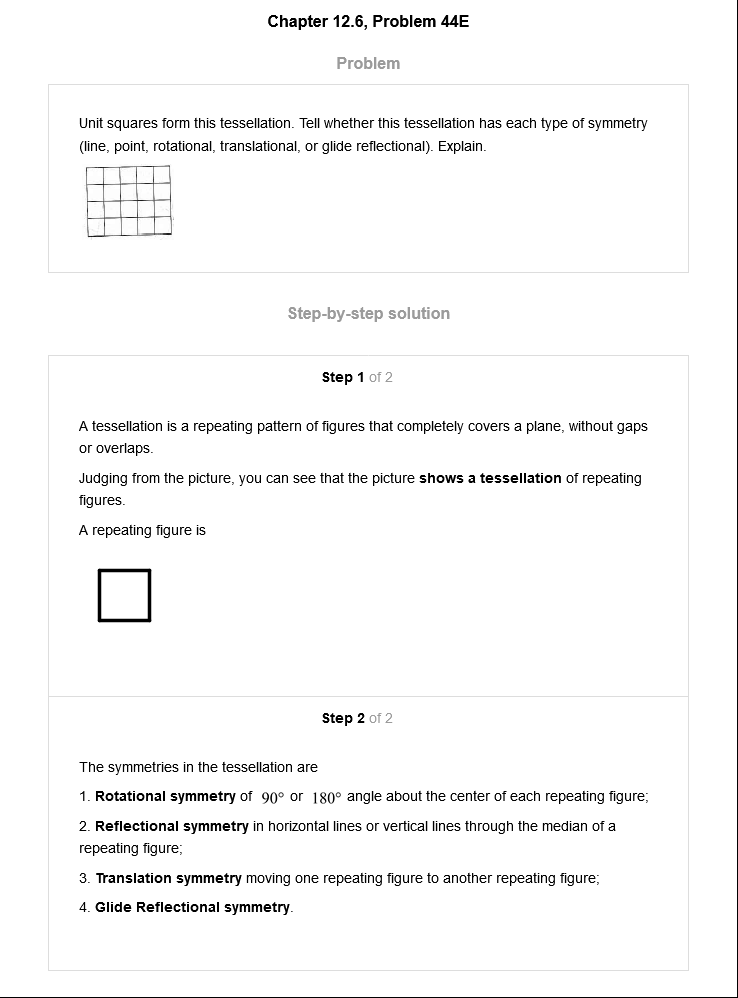 Chapter 12.6, Problem 44E
Problem
Unit squares form this tessellation. Tell whether this tessellation has each type of symmetry
(line, point, rotational, translational, or glide reflectional). Explain.
Step-by-step solution
Step 1 of 2
A tessellation is a repeating pattern of figures that completely covers a plane, without gaps
or overlaps.
Judging from the picture, you can see that the picture shows a tessellation of repeating
figures.
A repeating figure is
Step 2 of 2
The symmetries in the tessellation are
1. Rotational symmetry of 90° or 180° angle about the center of each repeating figure;
2. Reflectional symmetry in horizontal lines or vertical lines through the median of a
repeating figure;
3. Translation symmetry moving one repeating figure to another repeating figure;
4. Glide Reflectional symmetry.